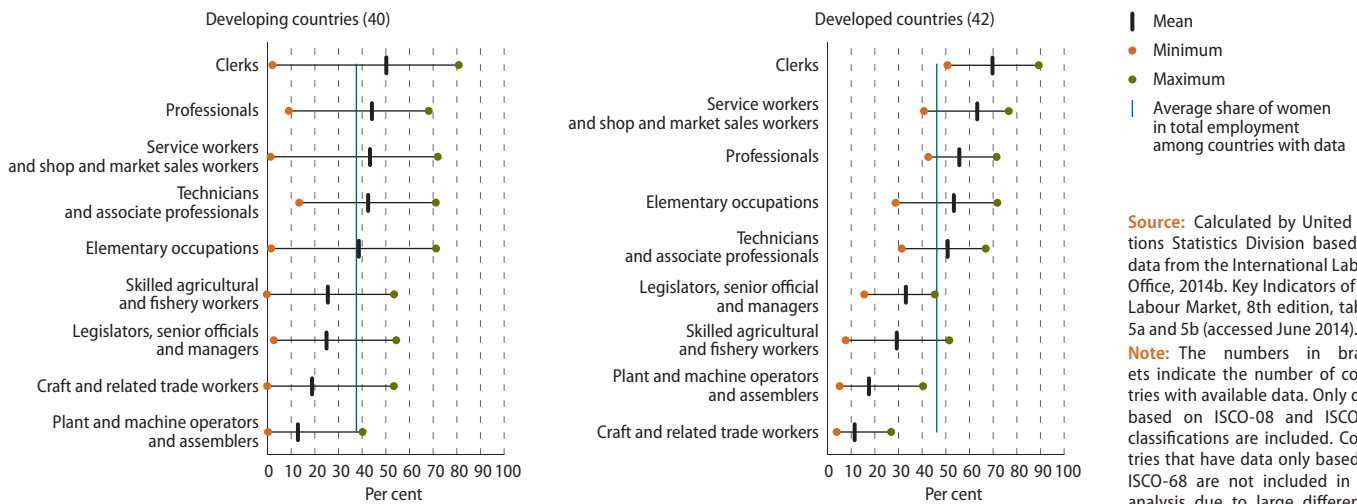 Developing countries (40)
Clerks
Professionals
Service workers
and shop and market sales workers
Technicians
and associate professionals
Elementary occupations
Skilled agricultural
and fishery workers
Legislators, senior officials
and managers
Craft and related trade workers
Plant and machine operators
and assemblers
0 10 20 30 40 50 60 70 80 90 100
Per cent
Developed countries (42)
Clerks
Service workers
and shop and market sales workers
Professionals
Elementary occupations
Technicians
and associate professionals
Legislators, senior official
and managers
Skilled agricultural
and fishery workers
Plant and machine operators
and assemblers
Craft and related trade workers
0 10 20 30 40 50 60 70 80 90 100
Per cent
Mean
Minimum
Maximum
Average share of women
in total employment
among countries with data
Source: Calculated by United
tions Statistics Division based
data from the International Lab
Office, 2014b. Key Indicators of
Labour Market, 8th edition, tab
5a and 5b (accessed June 2014).
Note: The numbers in bra
ets indicate the number of co
tries with available data. Only
based on ISCO-08 and ISCO
classifications are included. Co
tries that have data only based
ISCO-68 are not included in
analysis due to large differen